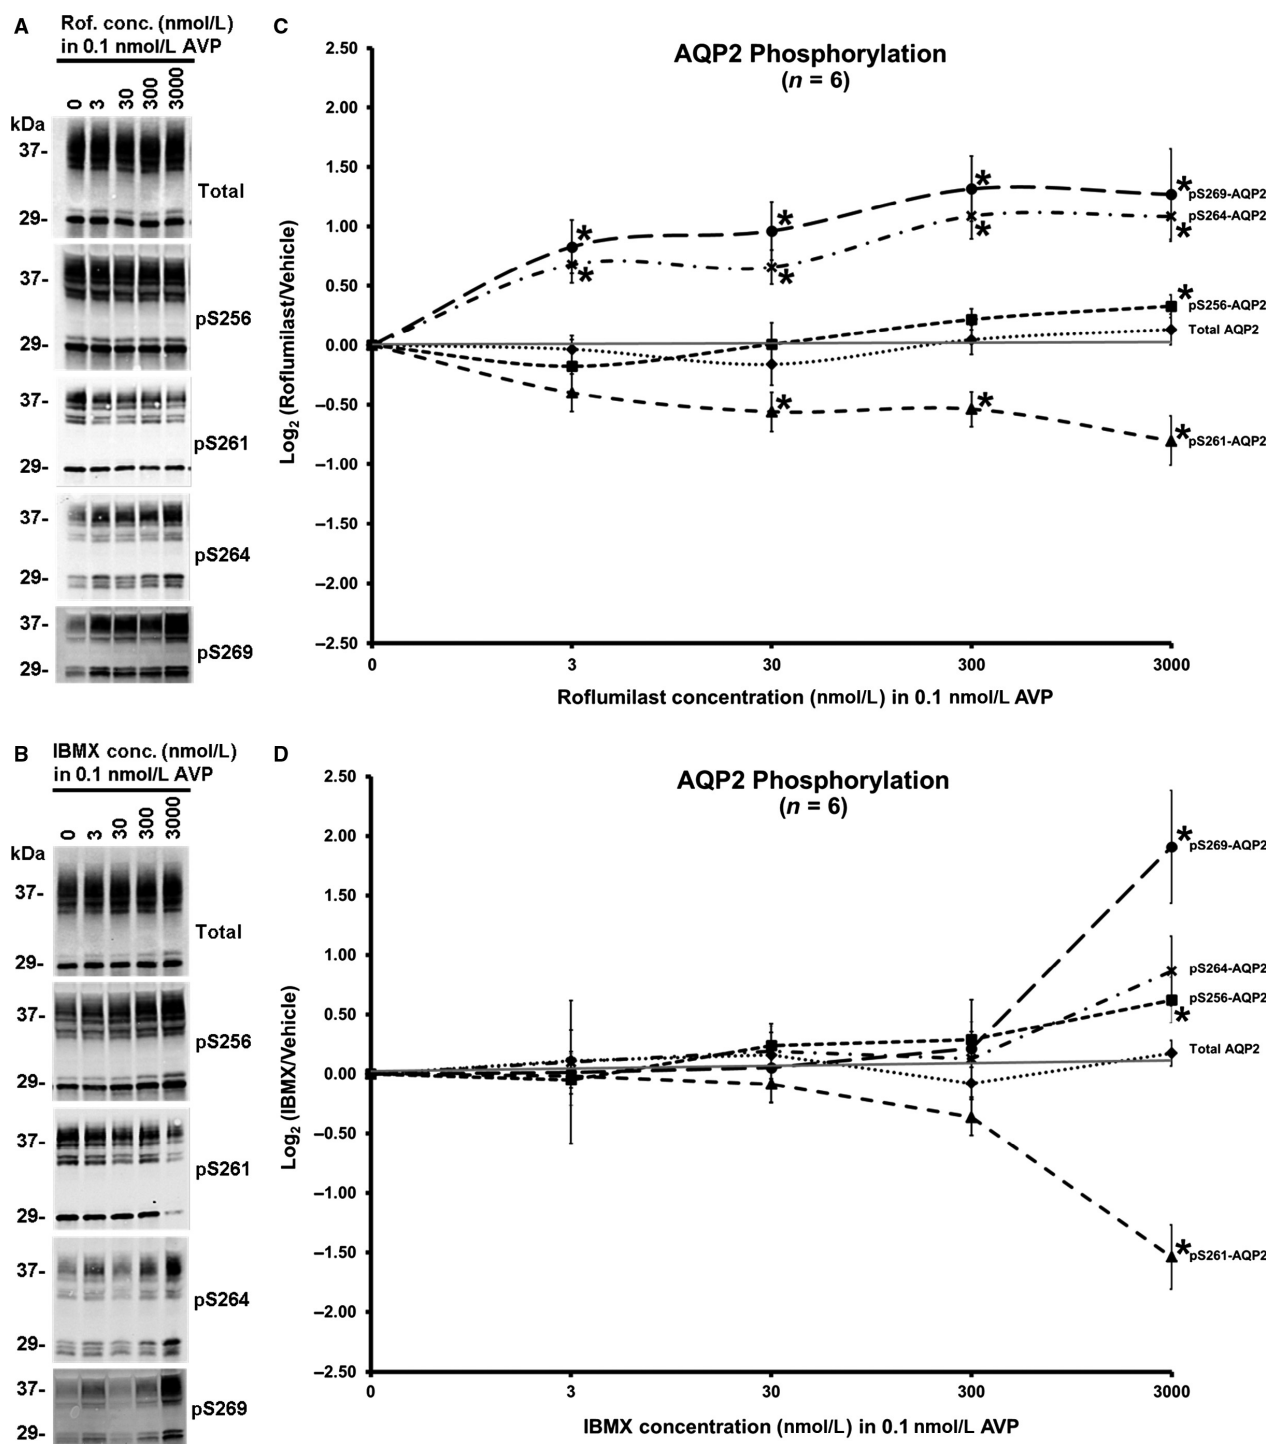 A
Rof. conc. (nmol/L)
in 0.1 nmol/L AVP
0 3 30 300 3000
kDa
37-
Total
29-
37-
pS256
29-
37-
pS261
29-
37-
pS264
29-
37-
pS269
29-
C
AQP2 Phosphorylation
(n = 6)
Log2 (Roflumilast/Vehicle)
2.50
2.00
1.50
1.00
0.50
0.00
–0.50
–1.00
–1.50
–2.00
–2.50
*pS269-AQP2
pS264-AQP2
*
*pS256-AQP2
Total AQP2
*pS261-AQP2
* * *
* * *
* *
0 3 30 300 3000
Roflumilast concentration (nmol/L) in 0.1 nmol/L AVP
B
IBMX conc. (nmol/L)
in 0.1 nmol/L AVP
0 3 30 300 3000
kDa
37-
Total
29-
37-
pS256
29-
37-
pS261
29-
37-
pS264
29-
37-
pS269
29-
D
AQP2 Phosphorylation
(n = 6)
Log2 (IBMX/Vehicle)
2.50
2.00
1.50
1.00
0.50
0.00
–0.50
–1.00
–1.50
–2.00
–2.50
*pS269-AQP2
pS264-AQP2
pS256-AQP2
*
Total AQP2
*pS261-AQP2
0 3 30 300 3000
IBMX concentration (nmol/L) in 0.1 nmol/L AVP